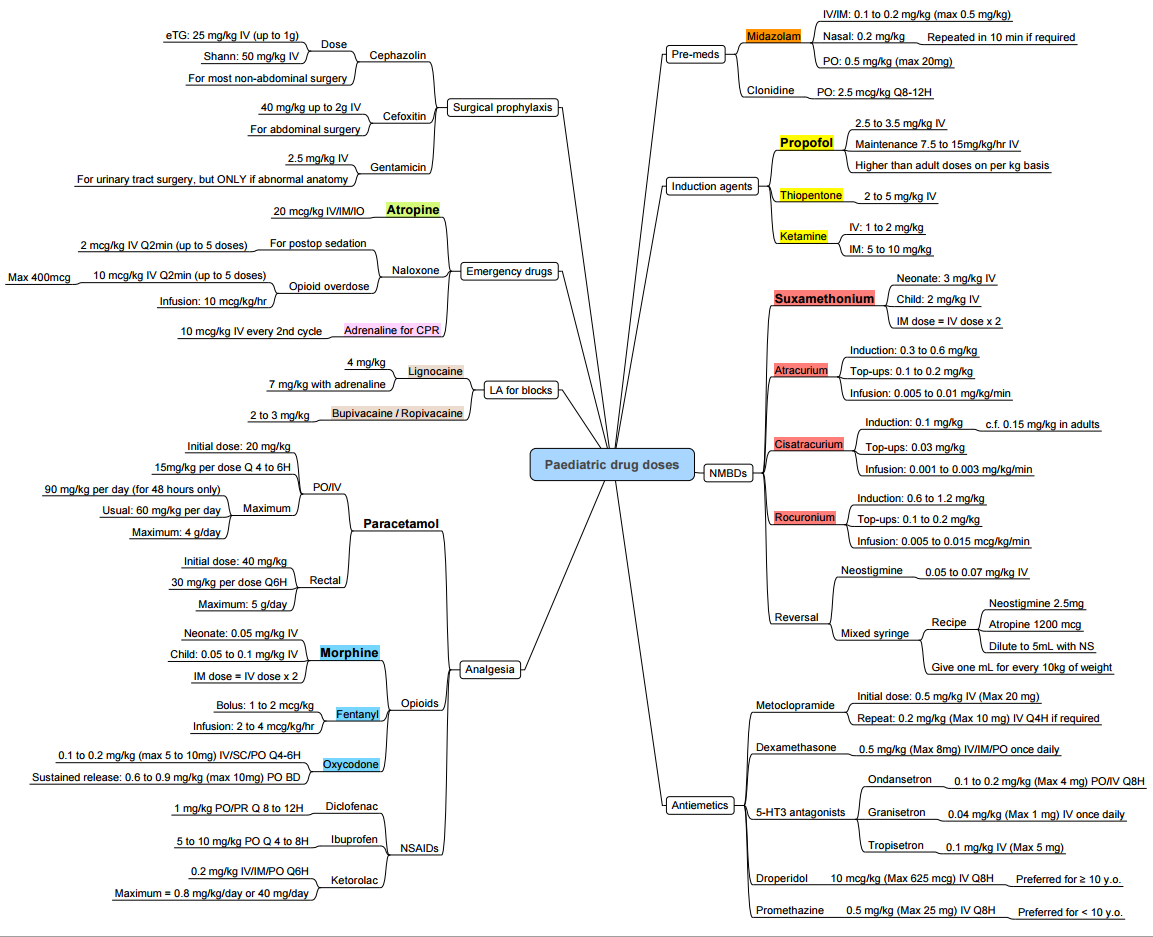 Paediatric drug doses
Surgical prophylaxis
Cephazolin
Dose
eTG: 25 mg/kg IV (up to 1g)
Shann: 50 mg/kg IV
For most non-abdominal surgery
Cefoxitin
40 mg/kg up to 2g IV
For abdominal surgery
Gentamicin
2.5 mg/kg IV
For urinary tract surgery, but ONLY if abnormal anatomy
Emergency drugs
Atropine
20 mcg/kg IV/IM/IO
Naloxone
For postop sedation
2 mcg/kg IV Q2min (up to 5 doses)
Opioid overdose
10 mcg/kg IV Q2min (up to 5 doses)
Max 400mcg
Infusion: 10 mcg/kg/hr
Adrenaline for CPR
10 mcg/kg IV every 2nd cycle
LA for blocks
Lignocaine
4 mg/kg
7 mg/kg with adrenaline
Bupivacaine / Ropivacaine
2 to 3 mg/kg
Analgesia
Paracetamol
PO/IV
Initial dose: 20 mg/kg
15mg/kg per dose Q 4 to 6H
Maximum
90 mg/kg per day (for 48 hours only)
Usual: 60 mg/kg per day
Maximum: 4 g/day
Rectal
Initial dose: 40 mg/kg
30 mg/kg per dose Q6H
Maximum: 5 g/day
Opioids
Morphine
Neonate: 0.05 mg/kg IV
Child: 0.05 to 0.1 mg/kg IV
IM dose = IV dose x 2
Fentanyl
Bolus: 1 to 2 mcg/kg
Infusion: 2 to 4 mcg/kg/hr
Oxycodone
0.1 to 0.2 mg/kg (max 5 to 10mg) IV/SC/PO Q4-6H
Sustained release: 0.6 to 0.9 mg/kg (max 10mg) PO BD
NSAIDs
Diclofenac
1 mg/kg PO/PR Q 8 to 12H
Ibuprofen
5 to 10 mg/kg PO Q 4 to 8H
Ketorolac
0.2 mg/kg IV/IM/PO Q6H
Maximum = 0.8 mg/kg/day or 40 mg/day
Pre-meds
Midazolam
IV/IM: 0.1 to 0.2 mg/kg (max 0.5 mg/kg)
Nasal: 0.2 mg/kg
Repeated in 10 min if required
PO: 0.5 mg/kg (max 20mg)
Clonidine
PO: 2.5 mcg/kg Q8-12H
Induction agents
Propofol
2.5 to 3.5 mg/kg IV
Maintenance 7.5 to 15mg/kg/hr IV
Higher than adult doses on per kg basis
Thiopentone
2 to 5 mg/kg IV
Ketamine
IV: 1 to 2 mg/kg
IM: 5 to 10 mg/kg
NMBDs
Suxamethonium
Neonate: 3 mg/kg IV
Child: 2 mg/kg IV
IM dose = IV dose x 2
Atracurium
Induction: 0.3 to 0.6 mg/kg
Top-ups: 0.1 to 0.2 mg/kg
Infusion: 0.005 to 0.01 mg/kg/min
Cisatracurium
Induction: 0.1 mg/kg
c.f. 0.15 mg/kg in adults
Top-ups: 0.03 mg/kg
Infusion: 0.001 to 0.003 mg/kg/min
Rocuronium
Induction: 0.6 to 1.2 mg/kg
Top-ups: 0.1 to 0.2 mg/kg
Infusion: 0.005 to 0.015 mcg/kg/min
Reversal
Neostigmine
0.05 to 0.07 mg/kg IV
Mixed syringe
Recipe
Neostigmine 2.5mg
Atropine 1200 mcg
Dilute to 5mL with NS
Give one mL for every 10kg of weight
Antiemetics
Metoclopramide
Initial dose: 0.5 mg/kg IV (Max 20 mg)
Repeat: 0.2 mg/kg (Max 10 mg) IV Q4H if required
Dexamethasone
0.5 mg/kg (Max 8mg) IV/IM/PO once daily
5-HT3 antagonists
Ondansetron
0.1 to 0.2 mg/kg (Max 4 mg) PO/IV Q8H
Granisetron
0.04 mg/kg (Max 1 mg) IV once daily
Tropisetron
0.1 mg/kg IV (Max 5 mg)
Droperidol
10 mcg/kg (Max 625 mcg) IV Q8H
Preferred for ≥ 10 y.o.
Promethazine
0.5 mg/kg (Max 25 mg) IV Q8H
Preferred for < 10 y.o.